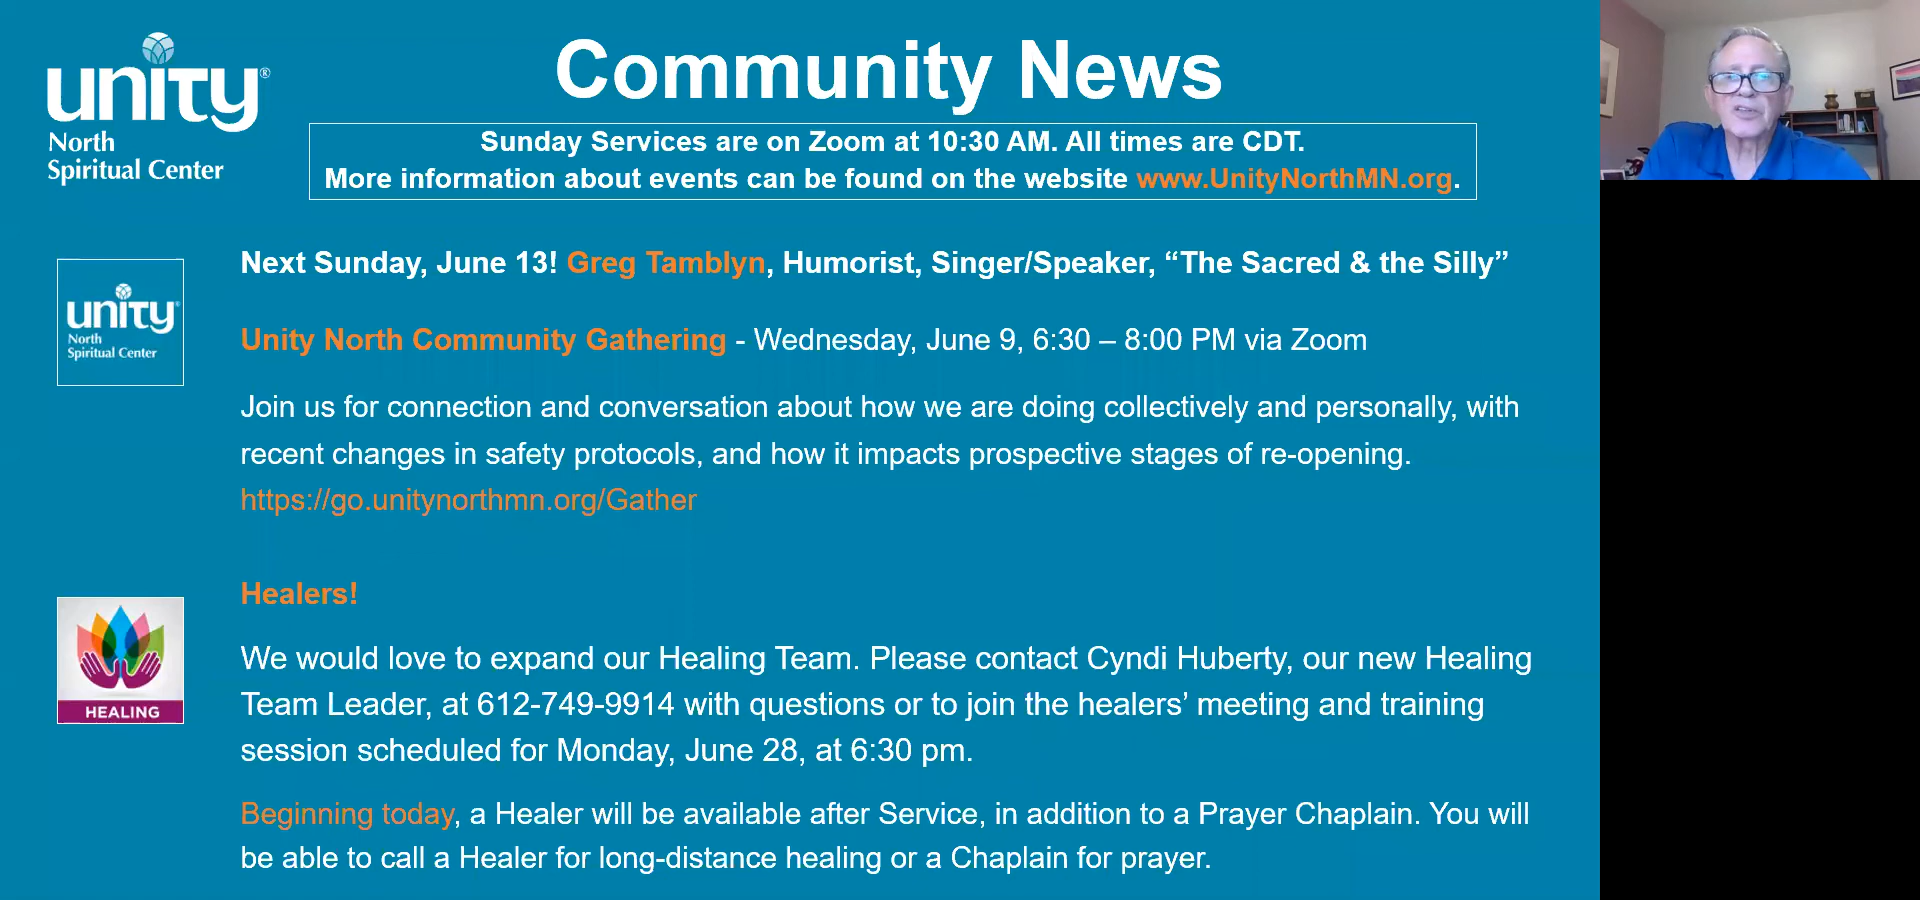 unity®
North
Spiritual Center
Community News
Sunday Services are on Zoom at 10:30 AM. All times are CDT.
More information about events can be found on the website www.UnityNorthMN.org.
unity®
North
Spiritual Center
Next Sunday, June 13! Greg Tamblyn, Humorist, Singer/Speaker, “The Sacred & the Silly”
Unity North Community Gathering - Wednesday, June 9, 6:30 – 8:00 PM via Zoom
Join us for connection and conversation about how we are doing collectively and personally, with
recent changes in safety protocols, and how it impacts prospective stages of re-opening.
https://go.unitynorthmn.org/Gather
HEALING
Healers!
We would love to expand our Healing Team. Please contact Cyndi Huberty, our new Healing
Team Leader, at 612-749-9914 with questions or to join the healers’ meeting and training
session scheduled for Monday, June 28, at 6:30 pm.
Beginning today, a Healer will be available after Service, in addition to a Prayer Chaplain. You will
be able to call a Healer for long-distance healing or a Chaplain for prayer.